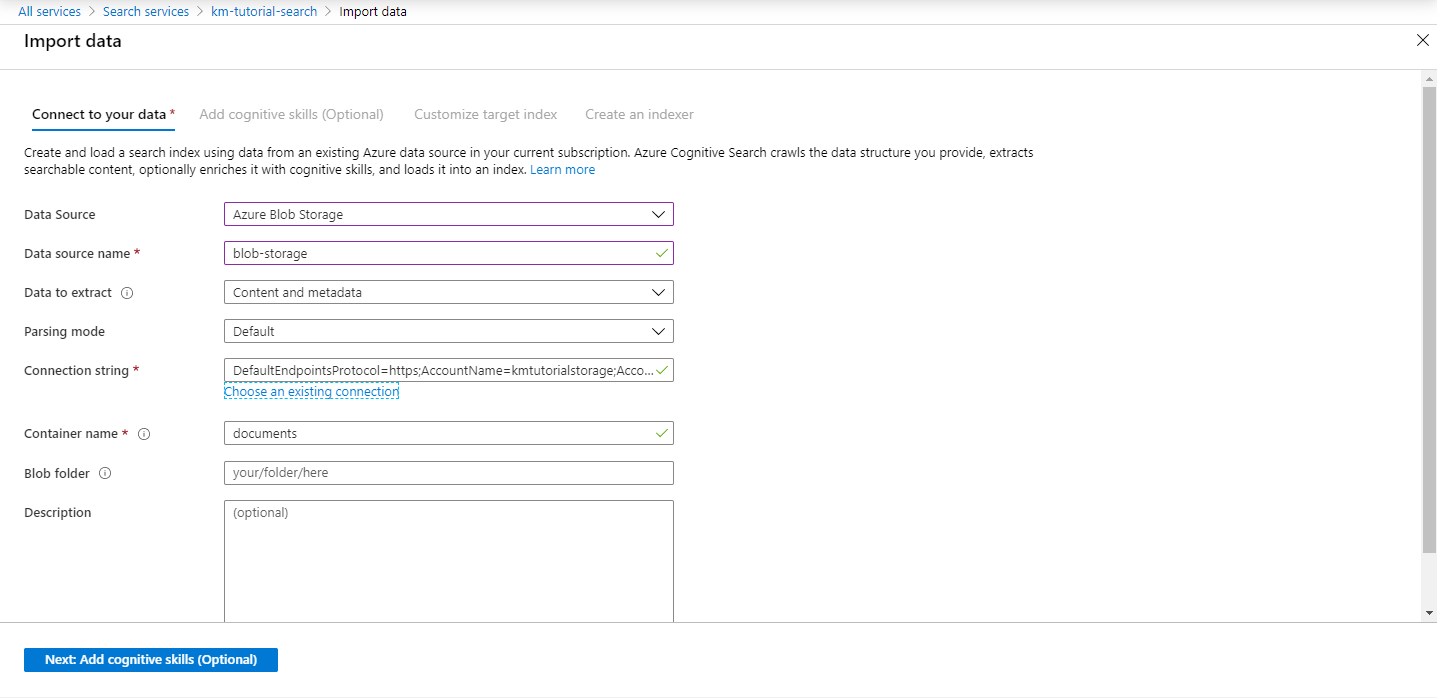 All services > Search services > km-tutorial-search > Import data
Import data
Connect to your data * Add cognitive skills (Optional) Customize target index Create an indexer
Create and load a search index using data from an existing Azure data source in your current subscription. Azure Cognitive Search crawls the data structure you provide, extracts
searchable content, optionally enriches it with cognitive skills, and loads it into an index. Learn more
Data Source Azure Blob Storage
Data source name * blob-storage
Data to extract Content and metadata
Parsing mode Default
Connection string * DefaultEndpointsProtocol=https;AccountName=kmtutorialstorage;Acco...
Choose an existing connection
Container name * documents
Blob folder your/folder/here
Description (optional)
Next: Add cognitive skills (Optional)